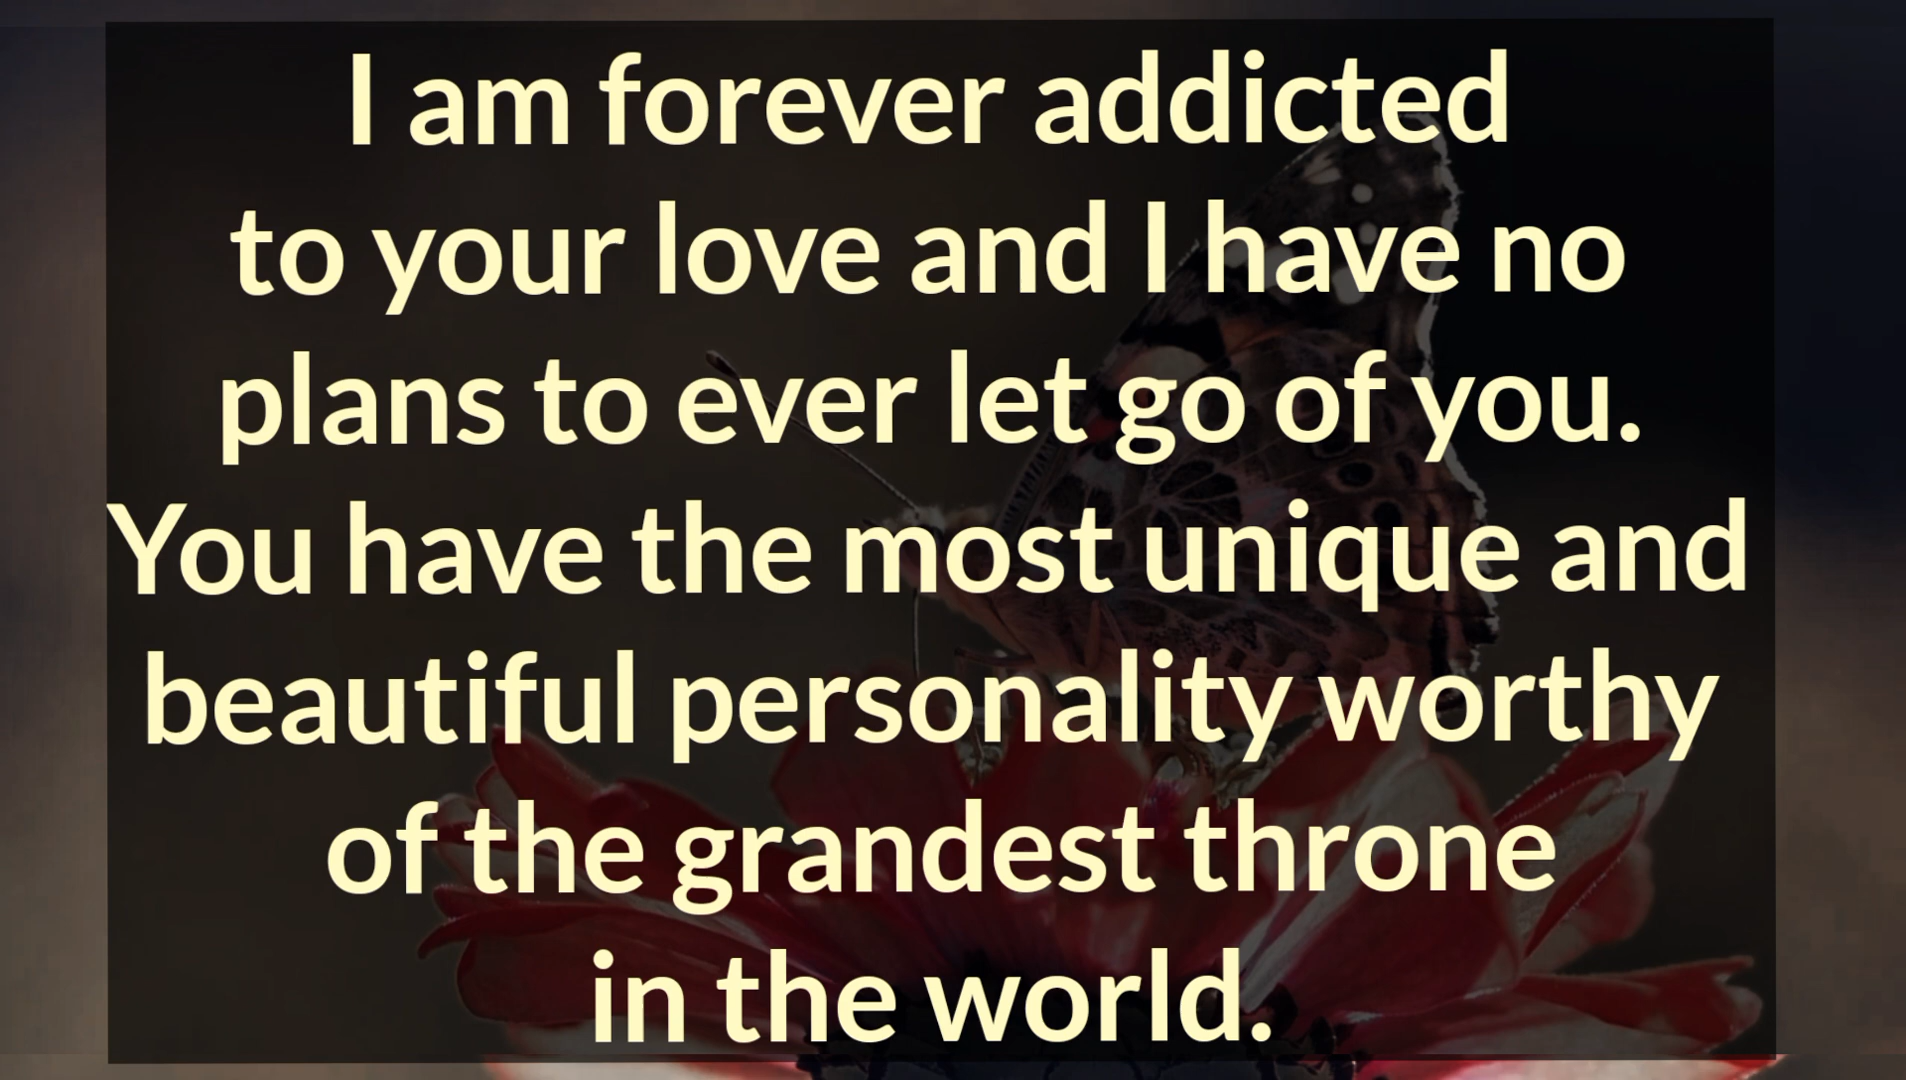 I am forever addicted
to your love and I have no
plans to ever let go of you.
You have the most unique and
beautiful personality worthy
of the grandest throne
in the world.